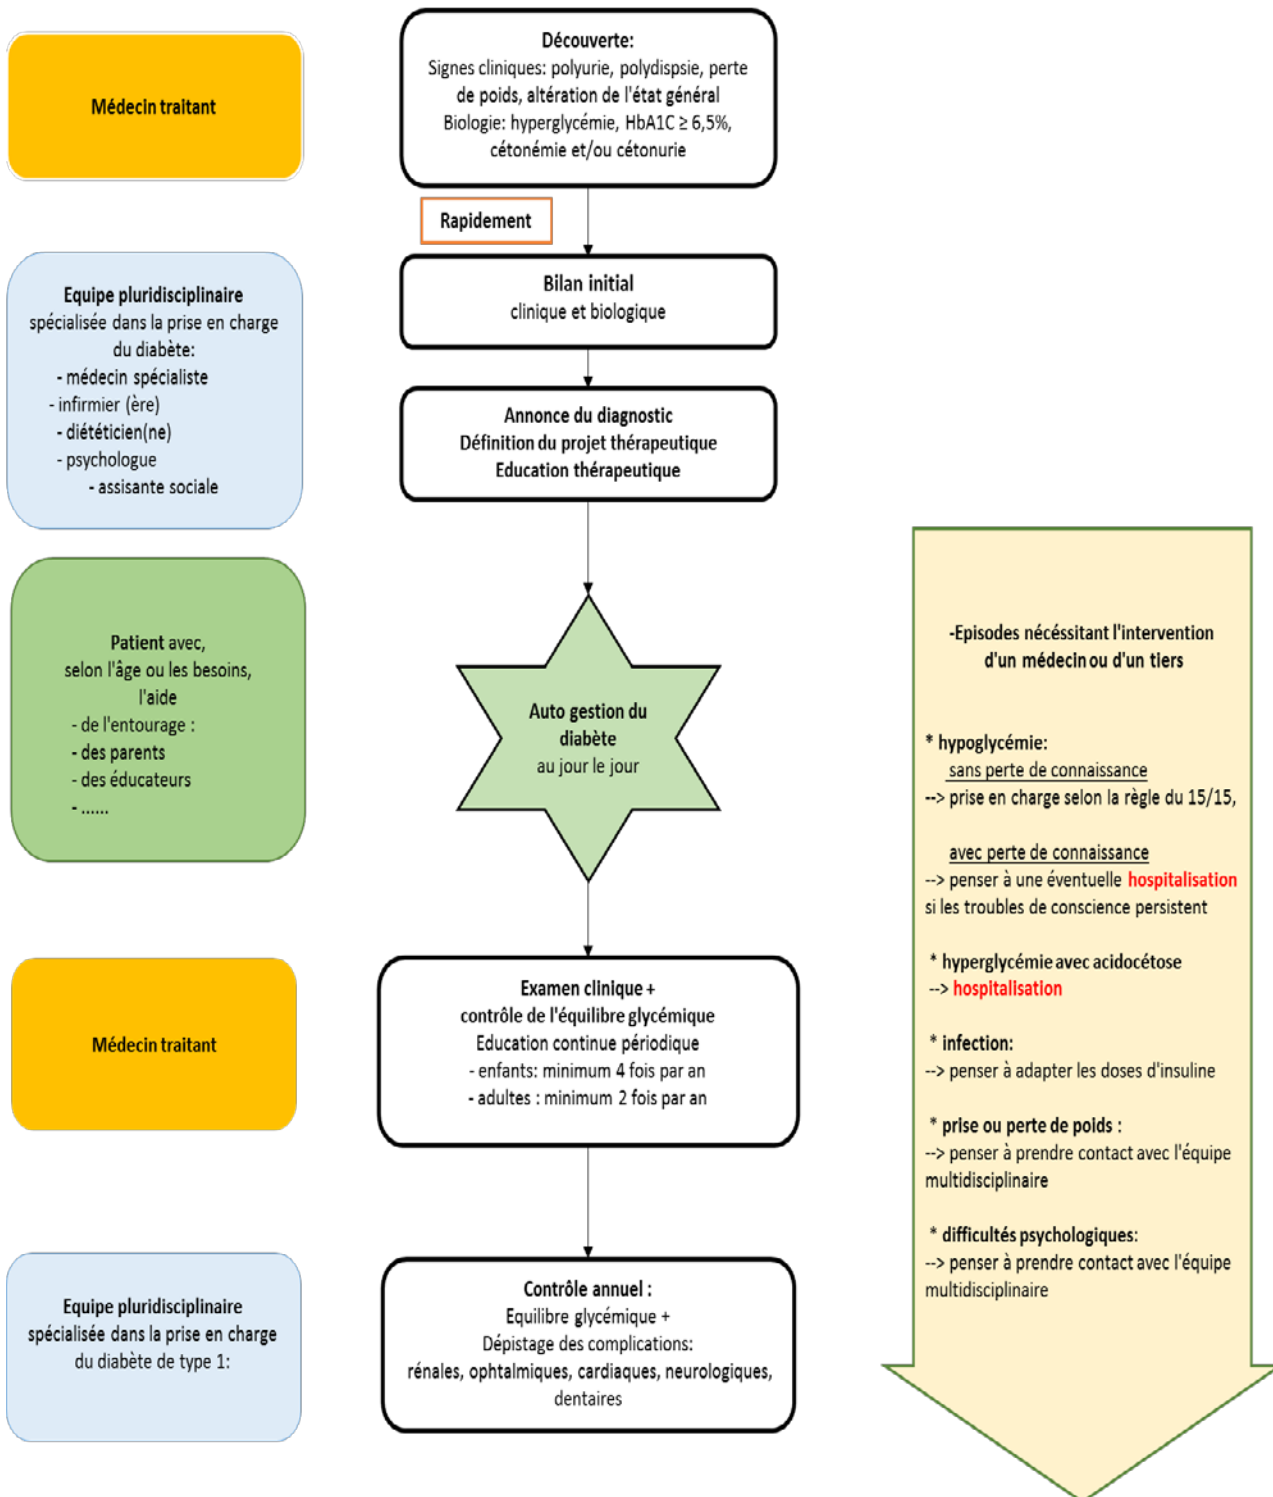 Médecin traitant
Découverte:
Signes cliniques: polyurie, polydispsie, perte
de poids, altération de l'état général
Biologie: hyperglycémie, HbA1C ≥ 6,5%,
cétonémie et/ou cétonurie
Rapidement
Equipe pluridisciplinaire
spécialisée dans la prise en charge
du diabète:
- médecin spécialiste
- infirmier (ère)
- diététicien(ne)
- psychologue
- assisante sociale
Bilan initial
clinique et biologique
Annonce du diagnostic
Définition du projet thérapeutique
Education thérapeutique
Patient avec,
selon l'âge ou les besoins,
l'aide
- de l'entourage :
- des parents
- des éducateurs
- ......
Auto gestion du
diabète
au jour le jour
Médecin traitant
Examen clinique +
contrôle de l'équilibre glycémique
Education continue périodique
- enfants: minimum 4 fois par an
- adultes : minimum 2 fois par an
Equipe pluridisciplinaire
spécialisée dans la prise en charge
du diabète de type 1:
Contrôle annuel :
Equilibre glycémique +
Dépistage des complications:
rénales, ophtalmiques, cardiaques, neurologiques,
dentaires
-Episodes nécéssitant l'intervention
d'un médecin ou d'un tiers
* hypoglycémie:
sans perte de connaissance
--> prise en charge selon la règle du 15/15,
avec perte de connaissance
--> penser à une éventuelle hospitalisation
si les troubles de conscience persistent
* hyperglycémie avec acidocétose
--> hospitalisation
* infection:
--> penser à adapter les doses d'insuline
* prise ou perte de poids :
--> penser à prendre contact avec l'équipe
multidisciplinaire
* difficultés psychologiques:
--> penser à prendre contact avec l'équipe
multidisciplinaire